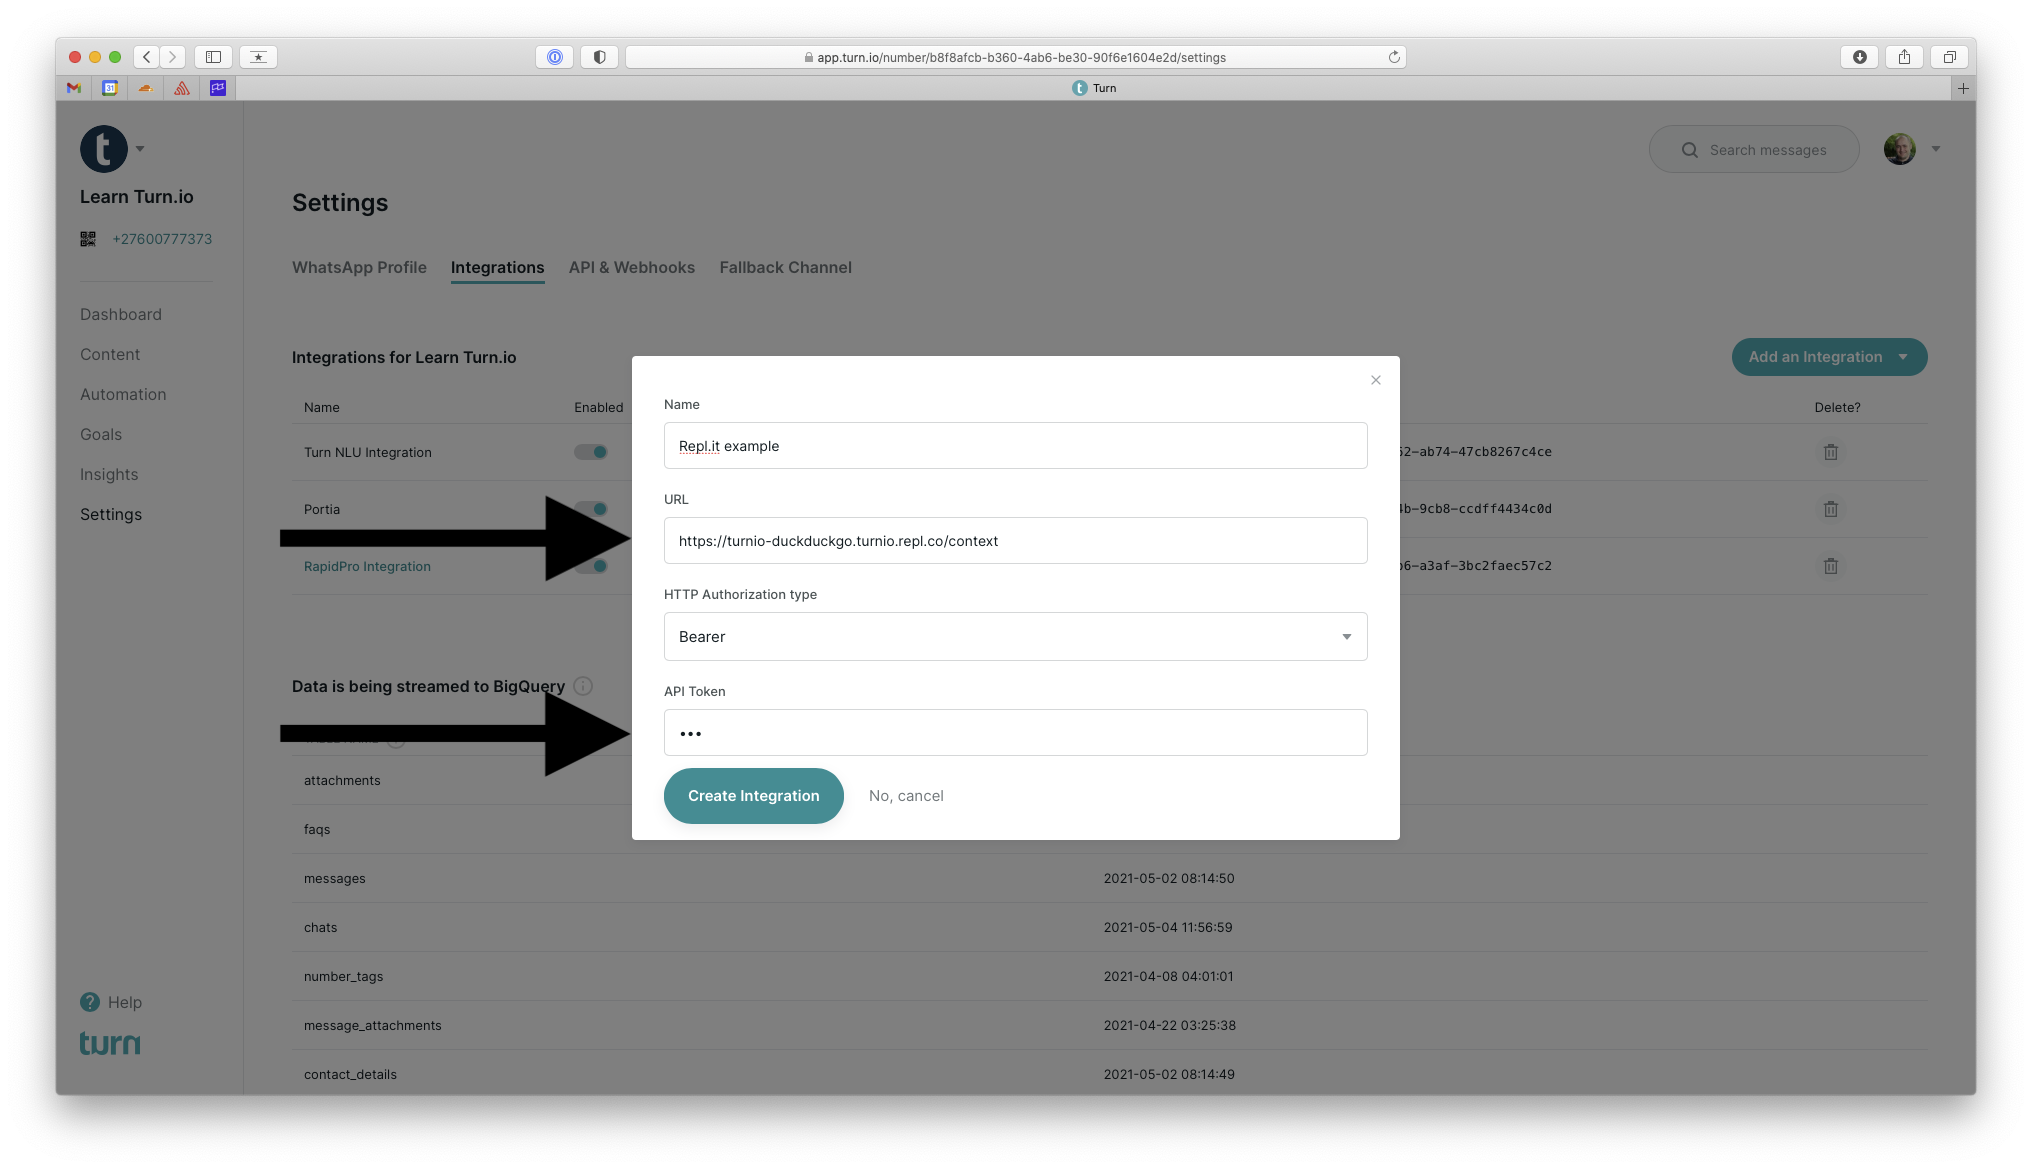 app.turn.io/number/b8f8afcb-b360-4ab6-be30-90f6e1604e2d/settings
31
t Turn
t
Learn Turn.io
+27600777373
Search messages
Settings
WhatsApp Profile Integrations API & Webhooks Fallback Channel
Dashboard
Content
Automation
Goals
Insights
Settings
Integrations for Learn Turn.io
Add an Integration
Name Enabled Delete?
Turn NLU Integration 2-ab74-47cb8267c4ce
Portia b-9cb8-ccdff4434c0d
RapidPro Integration 6-a3af-3bc2faec57c2
Name
Repl.it example
URL
https://turnio-duckduckgo.turnio.repl.co/context
HTTP Authorization type
Bearer
API Token
•••
Create Integration No, cancel
Data is being streamed to BigQuery
attachments
faqs
messages 2021-05-02 08:14:50
chats 2021-05-04 11:56:59
number_tags 2021-04-08 04:01:01
message_attachments 2021-04-22 03:25:38
contact_details 2021-05-02 08:14:49
? Help
turn